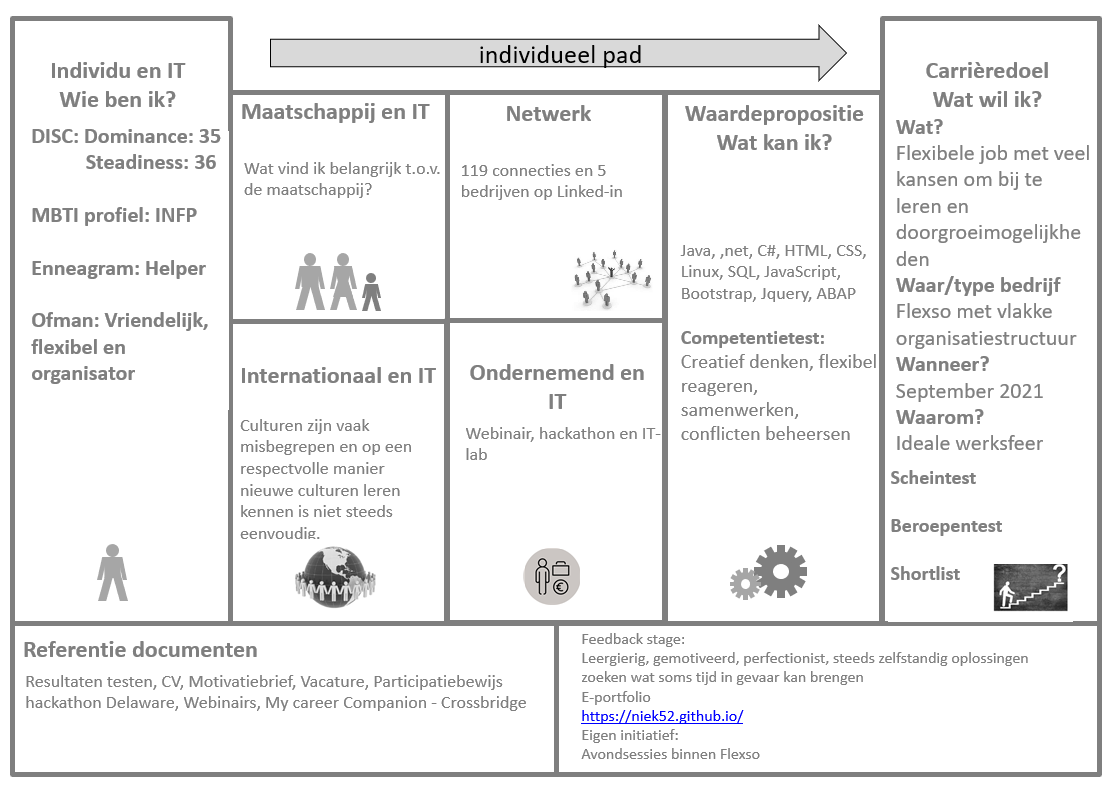 individueel pad
Individu en IT
Wie ben ik?
DISC: Dominance: 35
Steadiness: 36
MBTI profiel: INFP
Enneagram: Helper
Ofman: Vriendelijk,
flexibel en
organisator
Maatschappij en IT
Wat vind ik belangrijk t.o.v.
de maatschappij?
Netwerk
119 connecties en 5
bedrijven op Linked-in
Internationaal en IT
Culturen zijn vaak
misbegrepen en op een
respectvolle manier
nieuwe culturen leren
kennen is niet steeds
eenvoudig.
Ondernemend en
IT
Webinair, hackathon en IT-
lab
Waardepropositie
Wat kan ik?
Java, ,net, C#, HTML, CSS,
Linux, SQL, JavaScript,
Bootstrap, Jquery, ABAP
Competentietest:
Creatief denken, flexibel
reageren,
samenwerken,
conflicten beheersen
Carrièredoel
Wat wil ik?
Wat?
Flexibele job met veel
kansen om bij te
leren en
doorgroeimogelijkhe
den
Waar/type bedrijf
Flexso met vlakke
organisatiestructuur
Wanneer?
September 2021
Waarom?
Ideale werksfeer
Scheintest
Beroepentest
Shortlist
?
Referentie documenten
Resultaten testen, CV, Motivatiebrief, Vacature, Participatiebewijs
hackathon Delaware, Webinairs, My career Companion - Crossbridge
Feedback stage:
Leergierig, gemotiveerd, perfectionist, steeds zelfstandig oplossingen
zoeken wat soms tijd in gevaar kan brengen
E-portfolio
https://niek52.github.io/
Eigen initiatief:
Avondsessies binnen Flexso